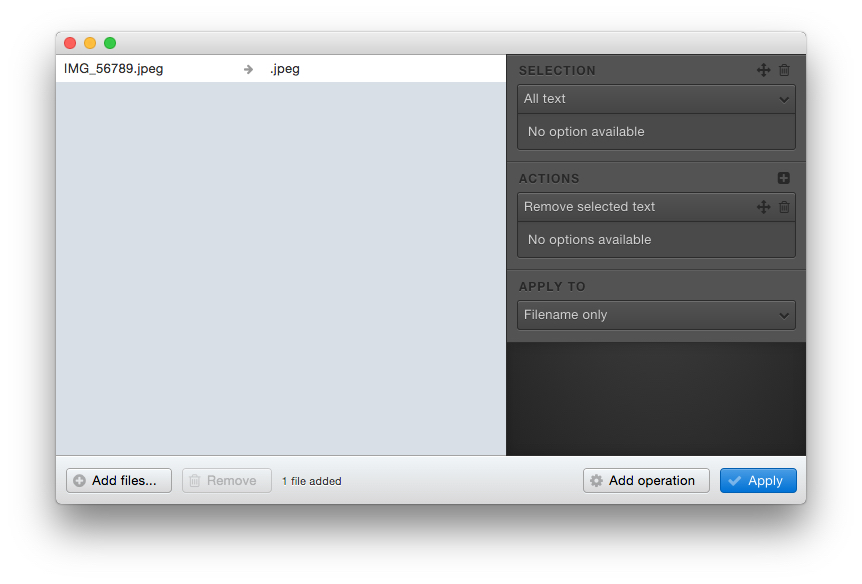 IMG_56789.jpeg .jpeg
SELECTION
All text
No option available
ACTIONS
Remove selected text
No options available
APPLY TO
Filename only
Add files... Remove 1 file added Add operation Apply